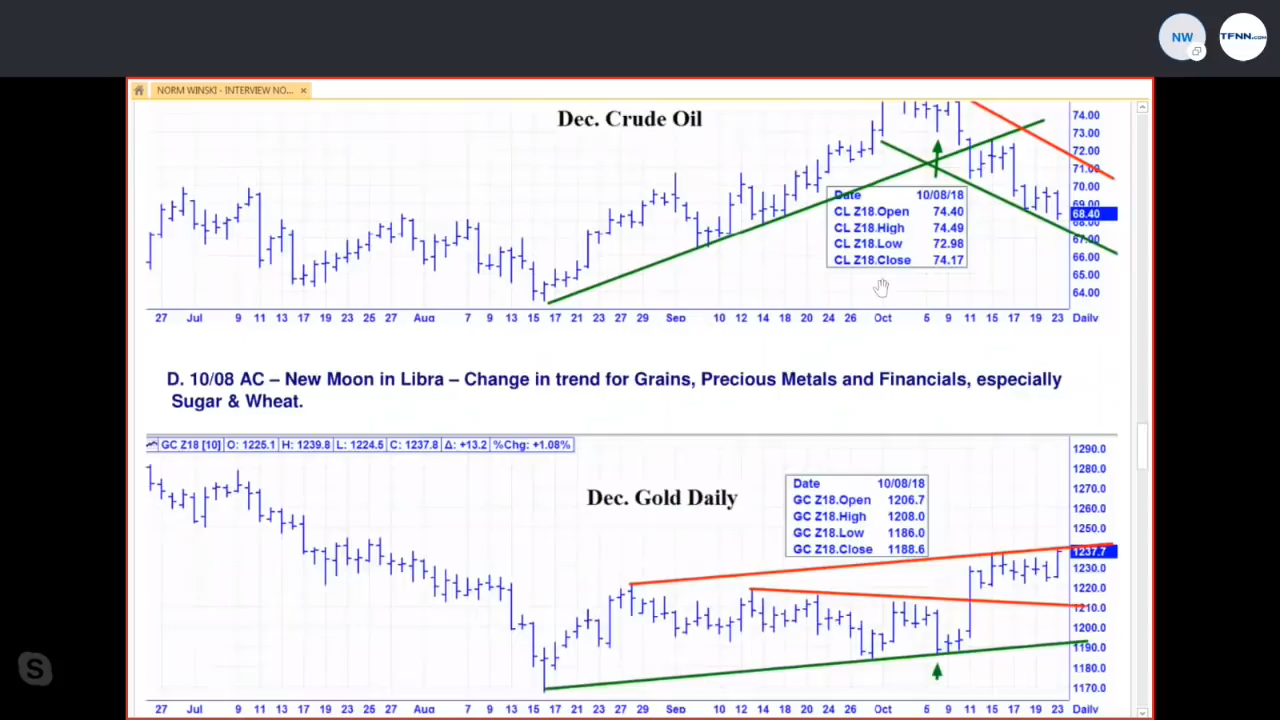 NW
TFNN.COM
NORM WINSKI - INTERVIEW NO... ×
Dec. Crude Oil
74.00
73.00
72.00
71.00
70.00
69.00
68.40
68.00
67.00
66.00
65.00
64.00
Date 10/08/18
CL Z18.Open 74.40
CL Z18.High 74.49
CL Z18.Low 72.98
CL Z18.Close 74.17
27 Jul 9 11 13 17 19 23 25 27 Aug 7 9 13 15 17 21 23 27 29 Sep 10 12 14 18 20 24 26 Oct 5 9 11 15 17 19 23 Daily
D. 10/08 AC – New Moon in Libra – Change in trend for Grains, Precious Metals and Financials, especially
Sugar & Wheat.
GC Z18 [10] O: 1225.1 H: 1239.8 L: 1224.5 C: 1237.8 Δ: +13.2 %Chg: +1.08%
Dec. Gold Daily
Date 10/08/18
GC Z18.Open 1206.7
GC Z18.High 1208.0
GC Z18.Low 1186.0
GC Z18.Close 1188.6
1290.0
1280.0
1270.0
1260.0
1250.0
1237.7
1230.0
1220.0
1210.0
1200.0
1190.0
1180.0
1170.0
27 Jul 9 11 13 17 19 23 25 27 Aug 7 9 13 15 17 21 23 27 29 Sep 10 12 14 18 20 24 26 Oct 5 9 11 15 17 19 23 Daily